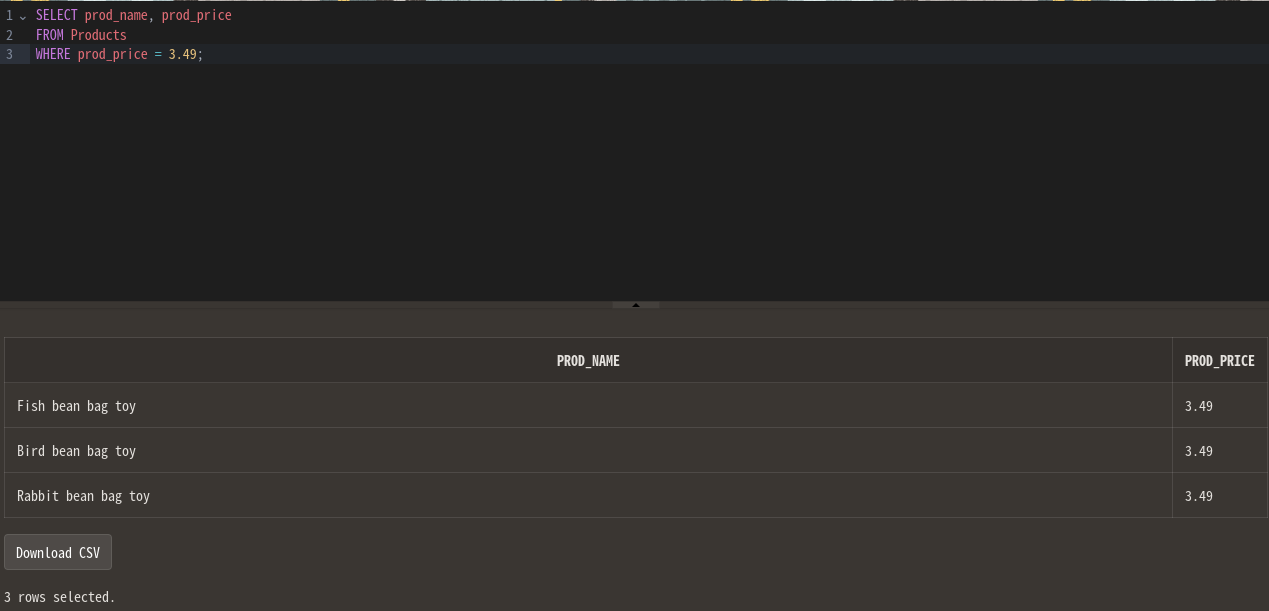 1 SELECT prod_name, prod_price
2 FROM Products
3 WHERE prod_price = 3.49;
PROD_NAME PROD_PRICE
Fish bean bag toy 3.49
Bird bean bag toy 3.49
Rabbit bean bag toy 3.49
Download CSV
3 rows selected.